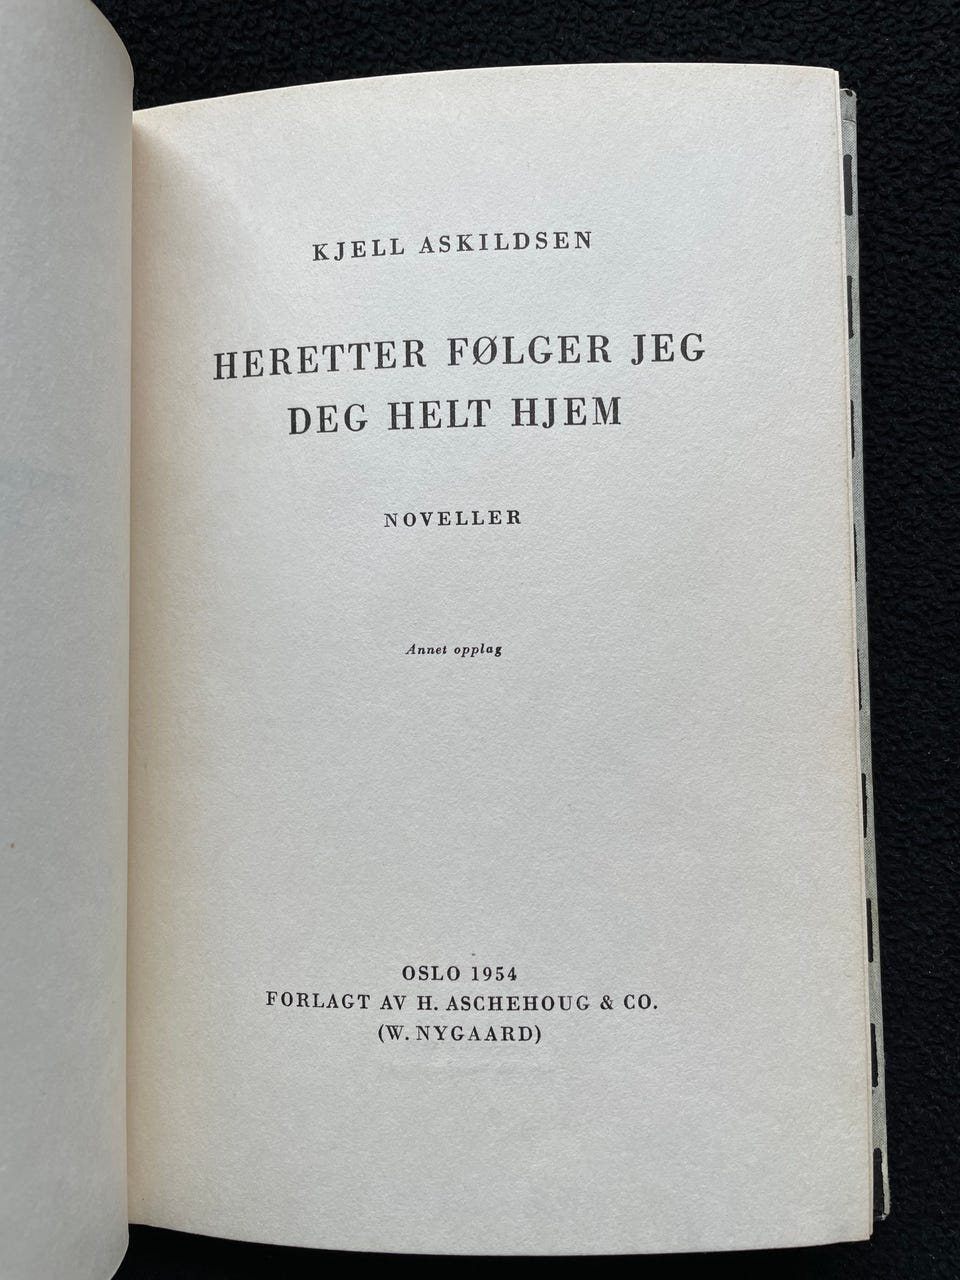 KJELL ASKILDSEN
HERETTER FØLGER JEG
DEG HELT HJEM
NOVELLER
Annet opplag
OSLO 1954
FORLAGT AV H. ASCHEHOUG & CO.
(W. NYGAARD)